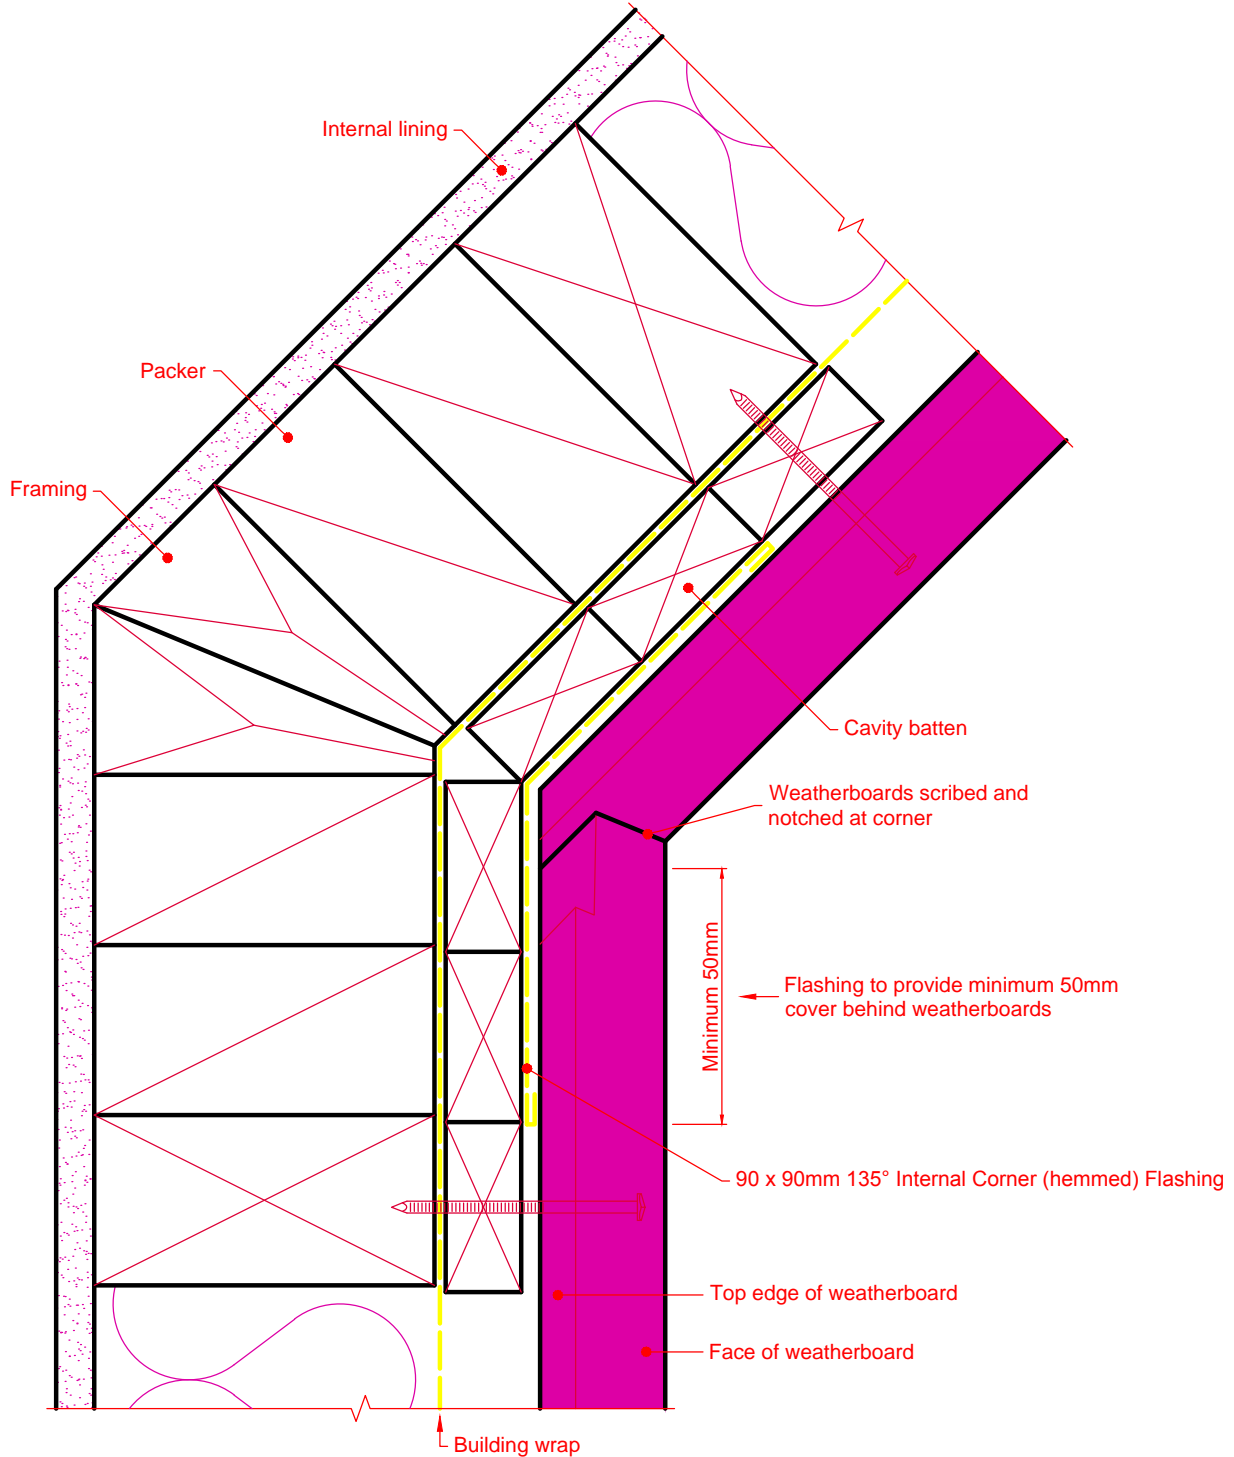 Internal lining
Packer
Framing
Cavity batten
Weatherboards scribed and
notched at corner
Minimum 50mm
Flashing to provide minimum 50mm
cover behind weatherboards
90 x 90mm 135° Internal Corner (hemmed) Flashing
Top edge of weatherboard
Face of weatherboard
Building wrap